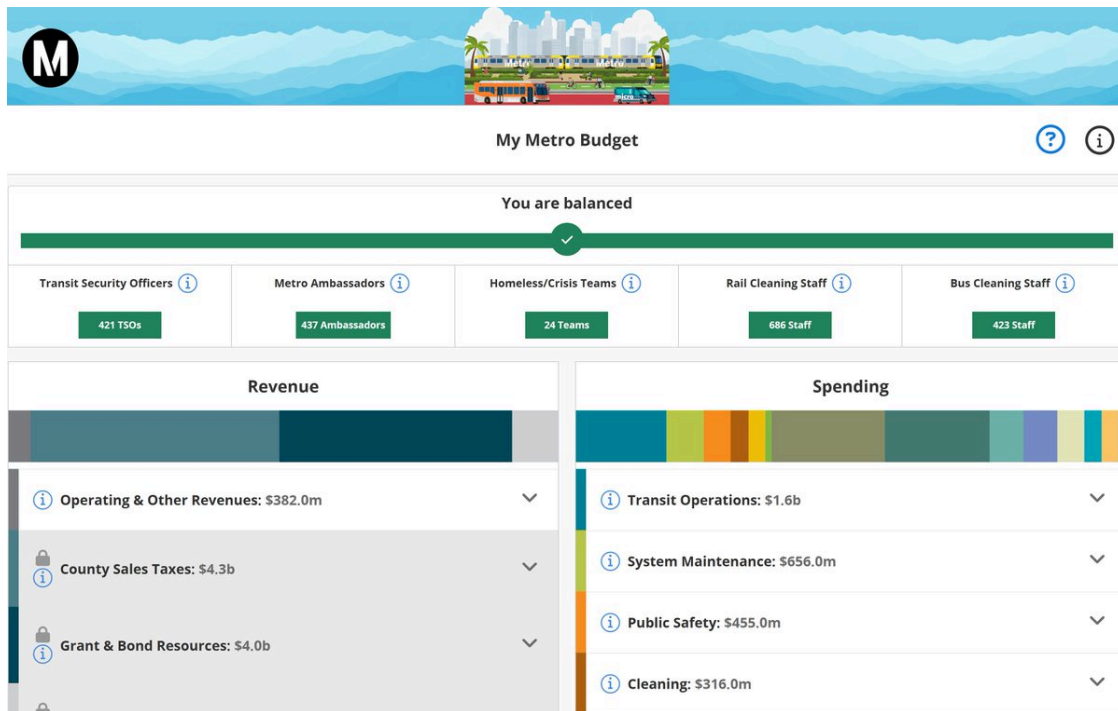 M
Metro
Metro
micro
My Metro Budget
?
i
You are balanced
Transit Security Officers i
Metro Ambassadors i
Homeless/Crisis Teams i
Rail Cleaning Staff i
Bus Cleaning Staff i
421 TSOs
437 Ambassadors
24 Teams
686 Staff
423 Staff
Revenue
i Operating & Other Revenues: $382.0m
i County Sales Taxes: $4.3b
i Grant & Bond Resources: $4.0b
Spending
i Transit Operations: $1.6b
i System Maintenance: $656.0m
i Public Safety: $455.0m
i Cleaning: $316.0m